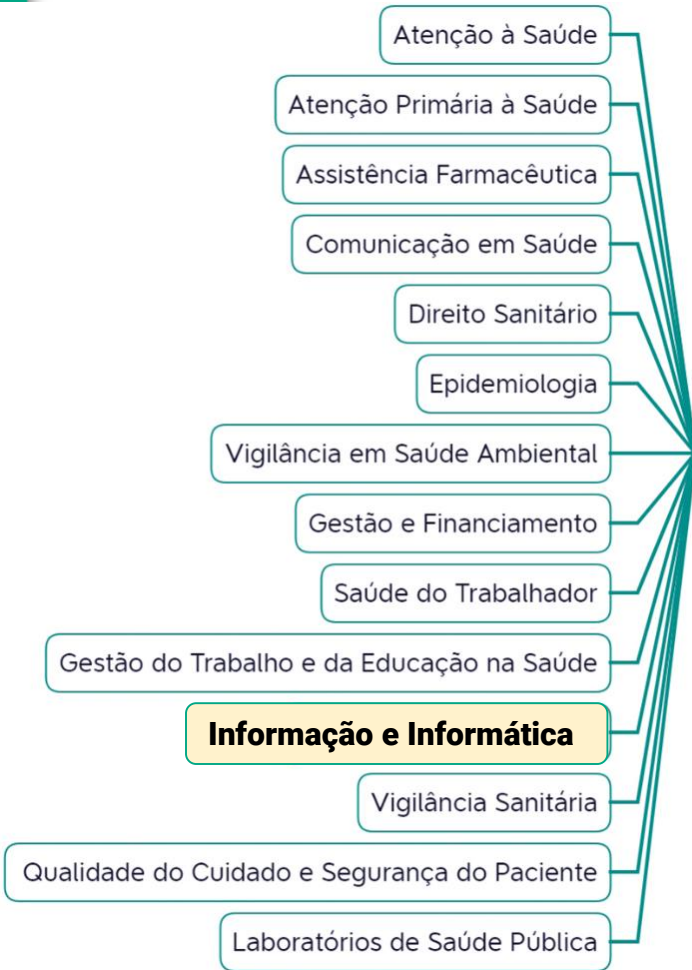 Atenção à Saúde
Atenção Primária à Saúde
Assistência Farmacêutica
Comunicação em Saúde
Direito Sanitário
Epidemiologia
Vigilância em Saúde Ambiental
Gestão e Financiamento
Saúde do Trabalhador
Gestão do Trabalho e da Educação na Saúde
Informação e Informática
Vigilância Sanitária
Qualidade do Cuidado e Segurança do Paciente
Laboratórios de Saúde Pública